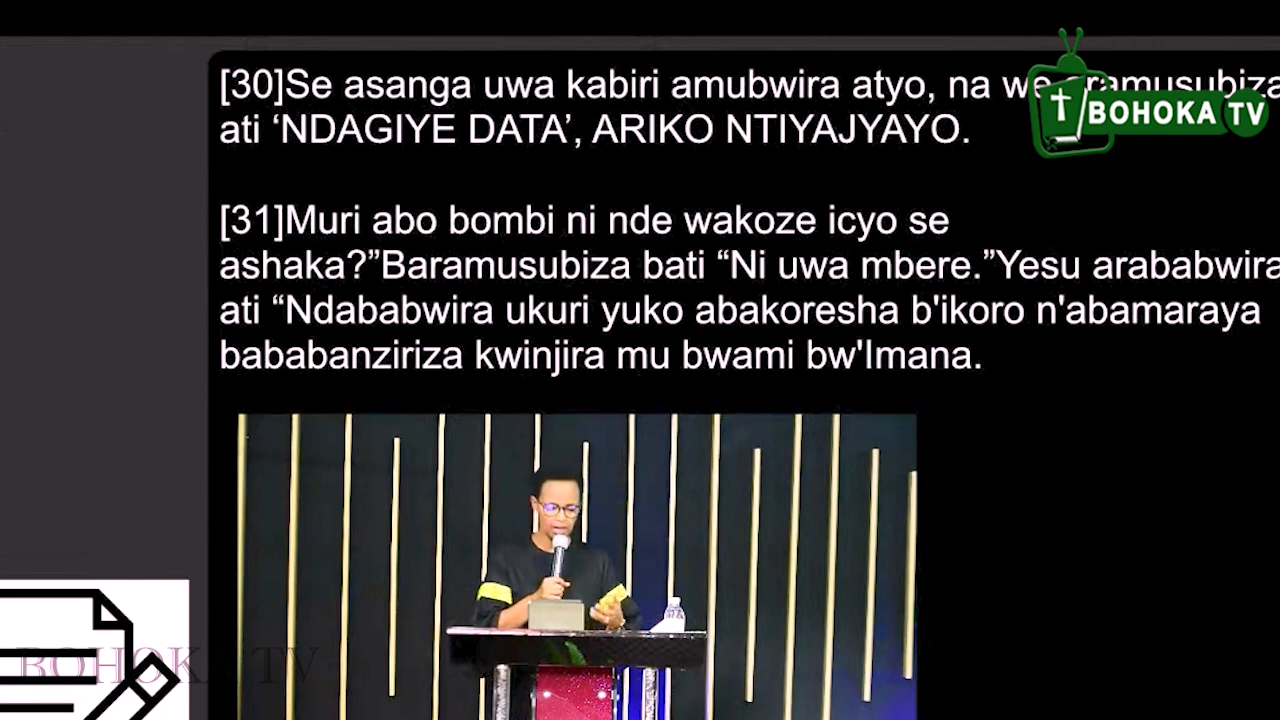 [30]Se asanga uwa kabiri amubwira atyo, na we aramusubiza
ati ‘NDAGIYE DATA’, ARIKO NTIYAJYAYO.
BOHOKA TV
[31]Muri abo bombi ni nde wakoze icyo se
ashaka?”Baramusubiza bati “Ni uwa mbere.”Yesu arababwira
ati “Ndababwira ukuri yuko abakoresha b'ikoro n'abamaraya
bababanziriza kwinjira mu bwami bw'Imana.
BOHOKA TV